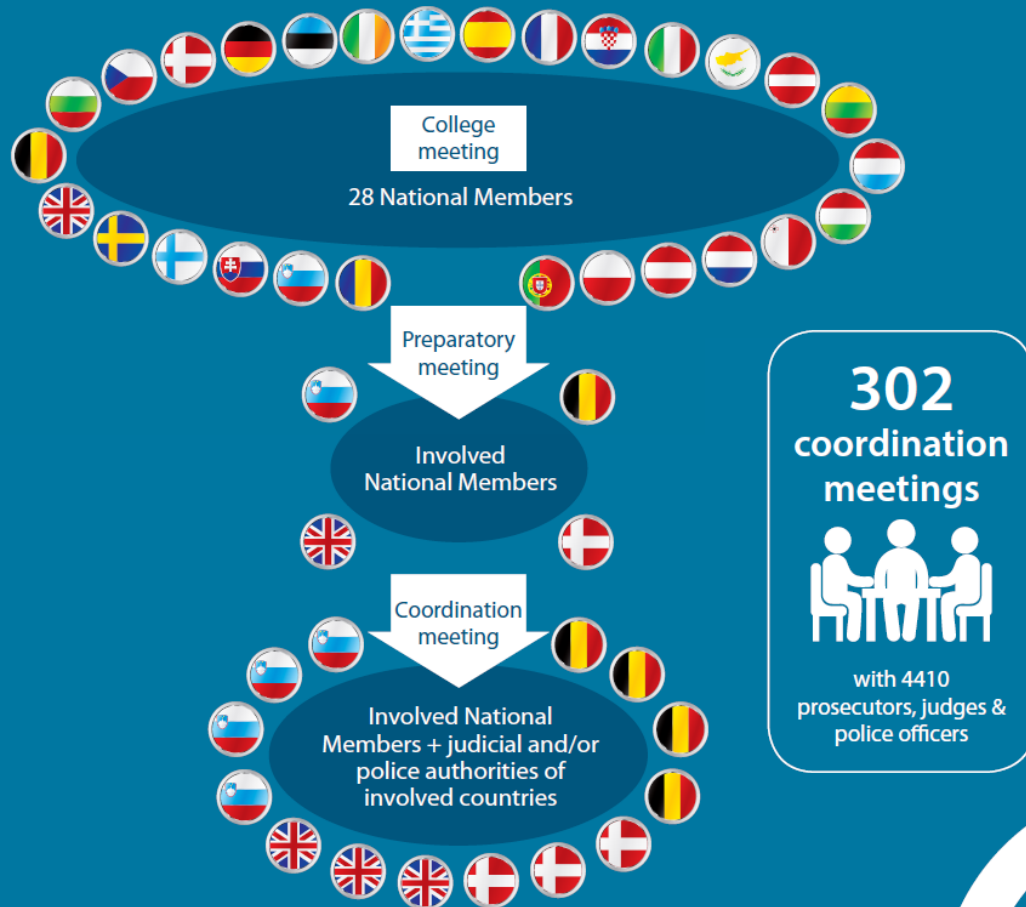 College
meeting
28 National Members
Preparatory
meeting
Involved
National Members
Coordination
meeting
Involved National
Members + judicial and/or
police authorities of
involved countries
302
coordination
meetings
with 4410
prosecutors, judges &
police officers